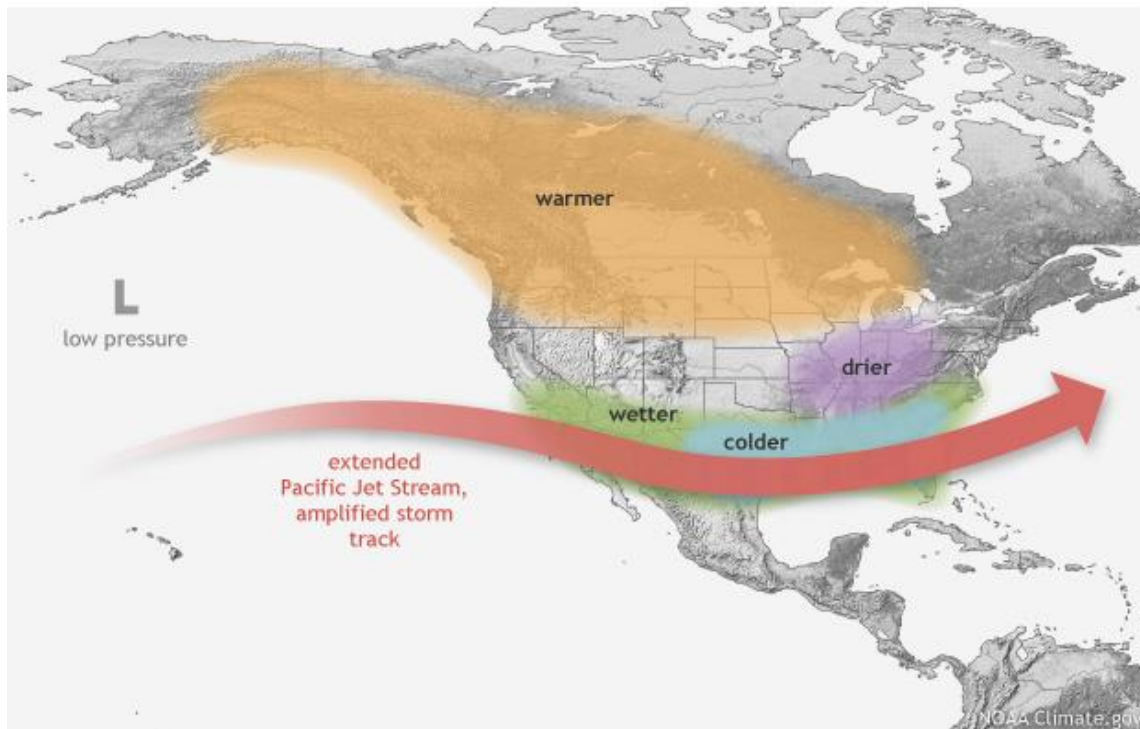 warmer
L
low pressure
drier
wetter
colder
extended
Pacific Jet Stream,
amplified storm
track
NOAA Climate.gov